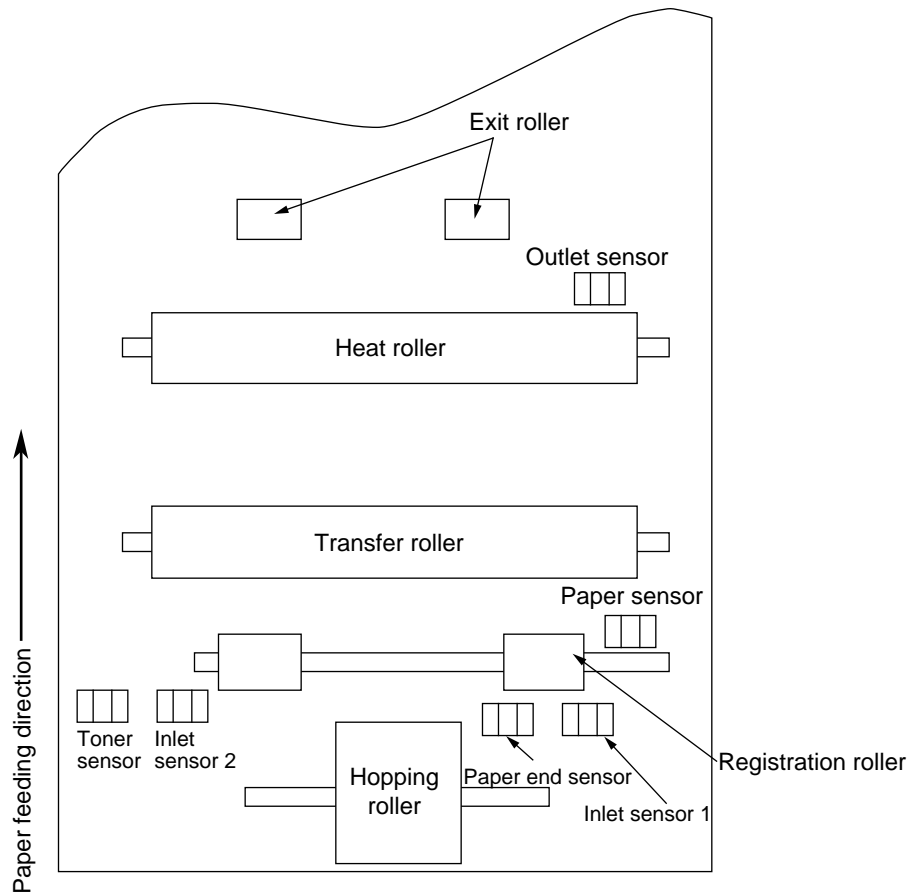 Exit roller
Outlet sensor
Heat roller
Transfer roller
Paper sensor
Toner
sensor
Inlet
sensor 2
Paper end sensor
Registration roller
Hopping
roller
Inlet sensor 1
Paper feeding direction